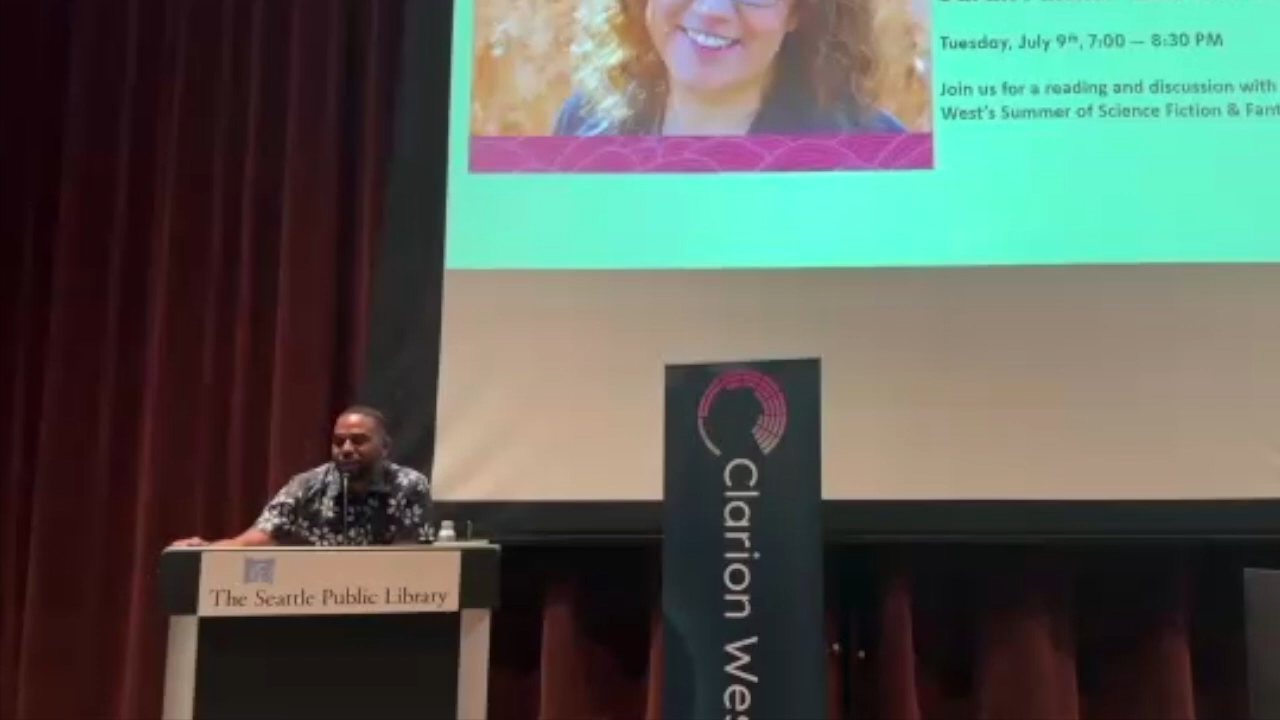 Tuesday, July 9th, 7:00 – 8:30 PM
Join us for a reading and discussion with
West's Summer of Science Fiction & Fant
The Seattle Public Library
Clarion Wes